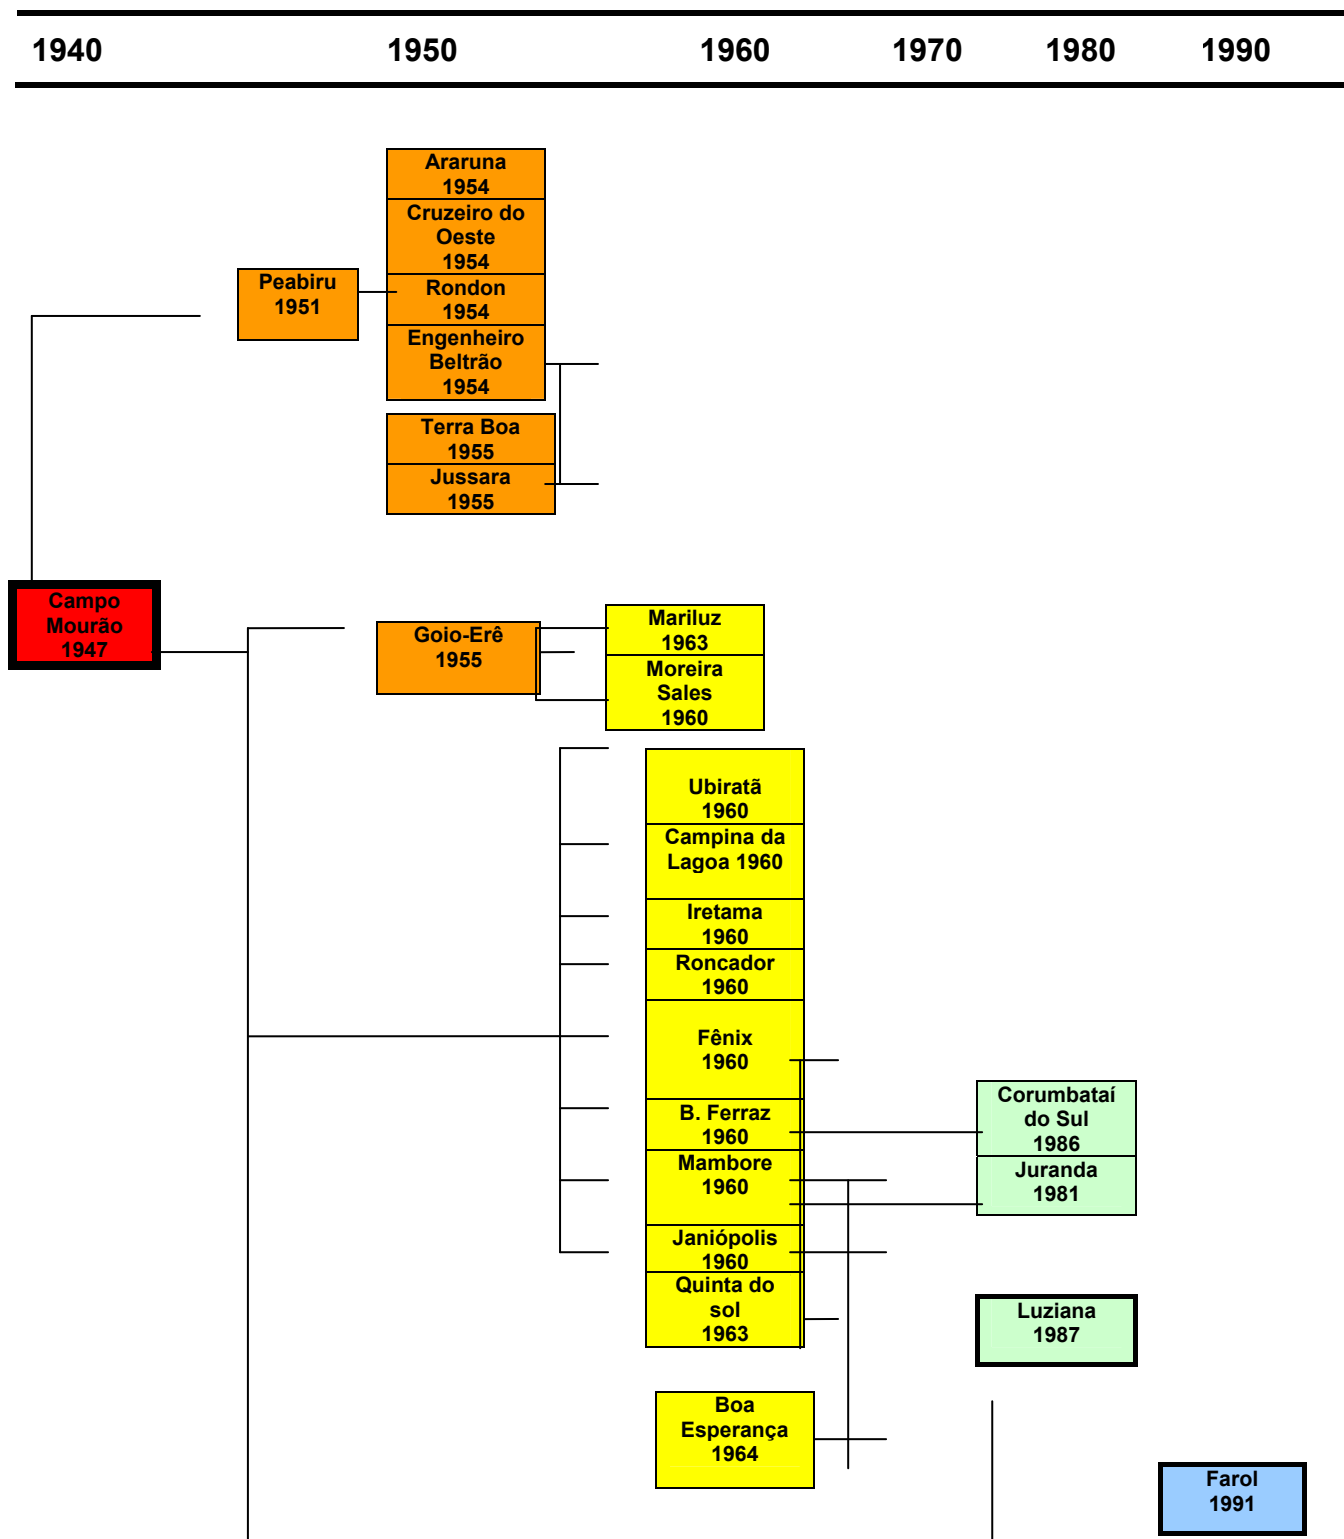 1940 1950 1960 1970 1980 1990
Araruna
1954
Cruzeiro do
Oeste
1954
Peabiru
1951
Rondon
1954
Engenheiro
Beltrão
1954
Terra Boa
1955
Jussara
1955
Campo
Mourão
1947
Goio-Erê
1955
Mariluz
1963
Moreira
Sales
1960
Ubiratã
1960
Campina da
Lagoa 1960
Iretama
1960
Roncador
1960
Fênix
1960
B. Ferraz
1960
Mambore
1960
Janiópolis
1960
Quinta do
sol
1963
Corumbataí
do Sul
1986
Juranda
1981
Luziana
1987
Boa
Esperança
1964
Farol
1991